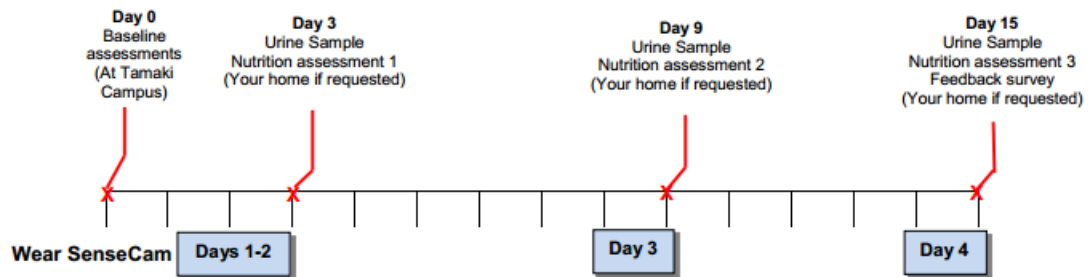 Day 0
Baseline
assessments
(At Tamaki
Campus)
Day 3
Urine Sample
Nutrition assessment 1
(Your home if requested)
Day 9
Urine Sample
Nutrition assessment 2
(Your home if requested)
Day 15
Urine Sample
Nutrition assessment 3
Feedback survey
(Your home if requested)
X X X X
Wear SenseCam Days 1-2 Day 3 Day 4